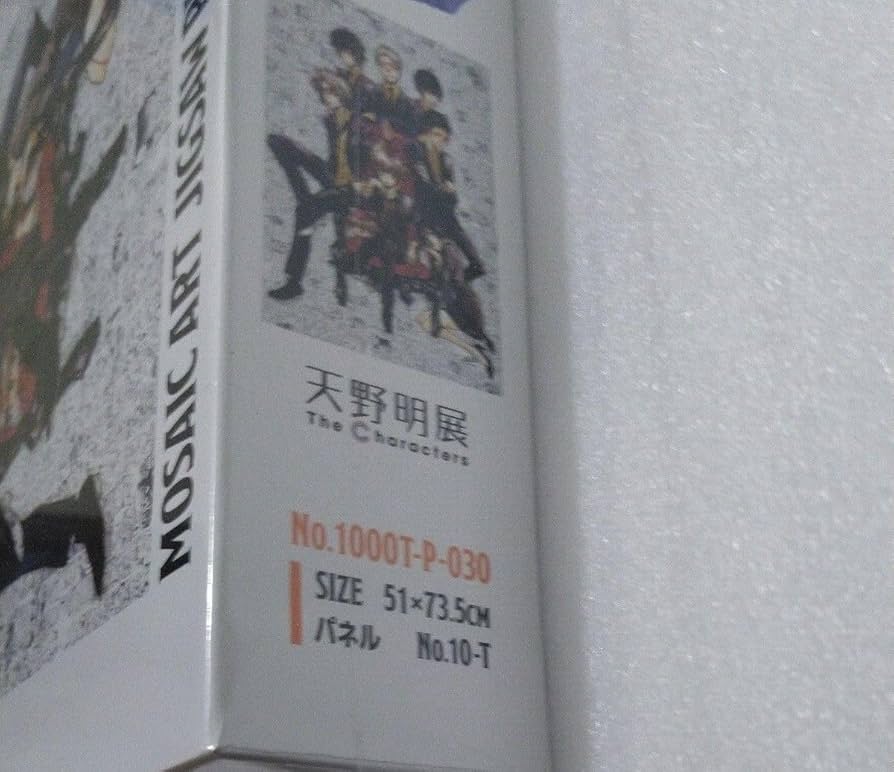 MOSAIC ART JIGSAW
天野明展
The Characters
No.1000T-P-030
SIZE 51×73.5CM
パネル No.10-T